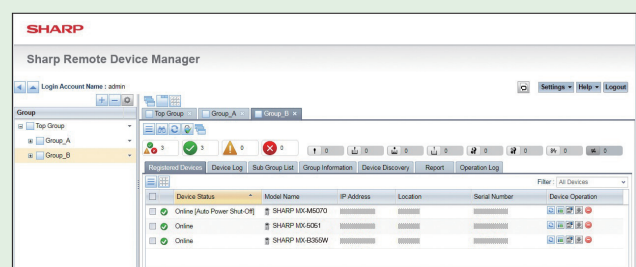 SHARP
Sharp Remote Device Manager
Login Account Name : admin
Settings Help Logout
Group
Top Group
Group_A
Group_B
Top Group Group_A Group_B
3 3 0 0 0 0 0 0 0 0 0 0
Registered Devices Device Log Sub Group List Group Information Device Discovery Report Operation Log
Filter : All Devices
Device Status Model Name IP Address Location Serial Number Device Operation
Online [Auto Power Shut-Off] SHARP MX-M5070
Online SHARP MX-5051
Online SHARP MX-B355W